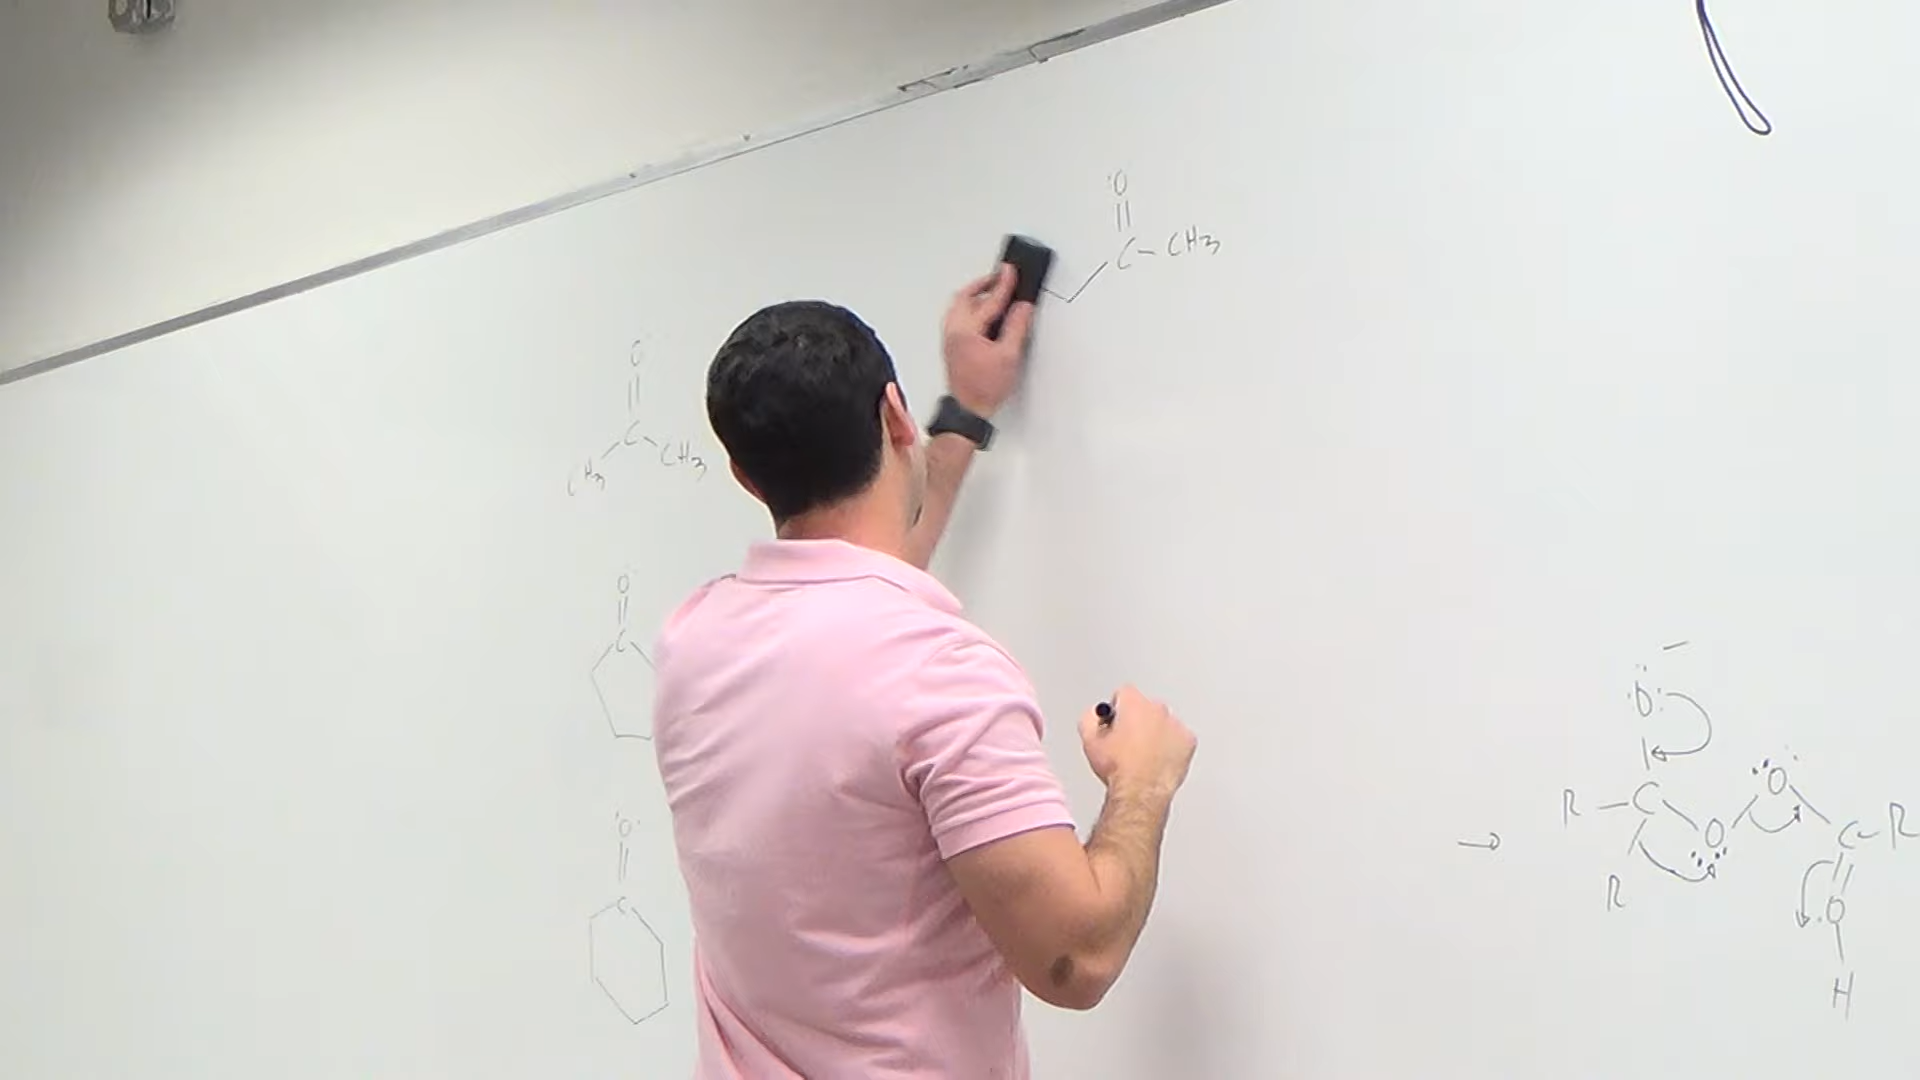 :O
C - CH3
O
C
CH3 CH3
O
C
:O:
C
:O:
R - C O :O: C - R
→
R
:O
H